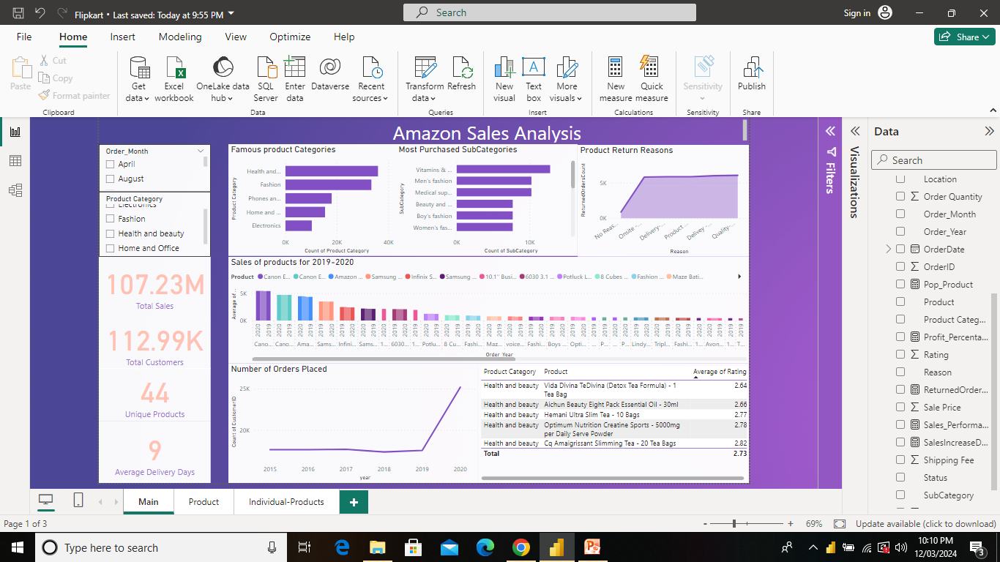 Flipkart • Last saved: Today at 9:55 PM
Search
Sign in
File Home Insert Modeling View Optimize Help
Share
Paste
Cut
Copy
Format painter
Clipboard
Get data
Excel workbook
OneLake data hub
SQL Server
Enter data
Dataverse
Recent sources
Data
Transform data
Refresh
Queries
New visual
Text box
More visuals
Insert
New measure
Quick measure
Calculations
Sensitivity
Sensitivity
Publish
Share
Amazon Sales Analysis
Order_Month
April
August
Product Category
Electronics
Fashion
Health and beauty
Home and Office
107.23M
Total Sales
112.99K
Total Customers
44
Unique Products
9
Average Delivery Days
Famous product Categories
Product Category
Health and...
Fashion
Phones an...
Home and ...
Electronics
0K 20K 40K
Count of Product Category
Most Purchased SubCategories
SubCategory
Vitamins & ...
Men's fashion
Medical sup...
Beauty and ...
Boy's fashion
Women's fas...
0K 10K
Count of SubCategory
Product Return Reasons
ReturnedOrdersCount
5K
0K
No Reas... Onsite -... Delivery-... Product ... Delivey -... Quality-...
Reason
Sales of products for 2019-2020
Product Canon E... Canon E... Amazon ... Samsung ... Infinix S... Samsung ... 10.1" Busi... 6030 3.1 ... Potluck L... 8 Cubes ... Fashion ... Maze Bati...
Average of...
5K
0K
2020 2019 2020 2019 2020 2019 2020 2019 2020 2019 2020 2019 2019 2020 2019
Cano... Cano... Ama... Sams... Infini... Sams... 1... 6030... 1... Potlu... 8 Cu... Fashi... Maz... voice... Fashi... Boys ... Opti... ... P... ... P... Lindy... Tripl... Fashi... 1... Avon... 1... T...
Order_Year
Number of Orders Placed
Count of CustomerID
25K
20K
2015 2016 2017 2018 2019 2020
year
Product Category Product Average of Rating
Health and beauty Vida Divina TeDivina (Detox Tea Formula) - 1 Tea Bag 2.64
Health and beauty Aichun Beauty Eight Pack Essential Oil - 30ml 2.66
Health and beauty Hemani Ultra Slim Tea - 10 Bags 2.77
Health and beauty Optimum Nutrition Creatine Sports - 5000mg per Daily Serve Powder 2.78
Health and beauty Cq Amaigrissant Slimming Tea - 20 Tea Bags 2.82
Total 2.73
Filters
Visualizations
Data
Search
Location
Order Quantity
Order_Month
Order_Year
OrderDate
OrderID
Pop_Product
Product
Product Categ...
Profit_Percenta...
Rating
Reason
ReturnedOrder...
Sale Price
Sales_Performa...
SalesIncreaseD...
Shipping Fee
Status
SubCategory
Main Product Individual-Products +
Page 1 of 3
- + 69%
Update available (click to download)
Type here to search
10:10 PM
12/03/2024
3